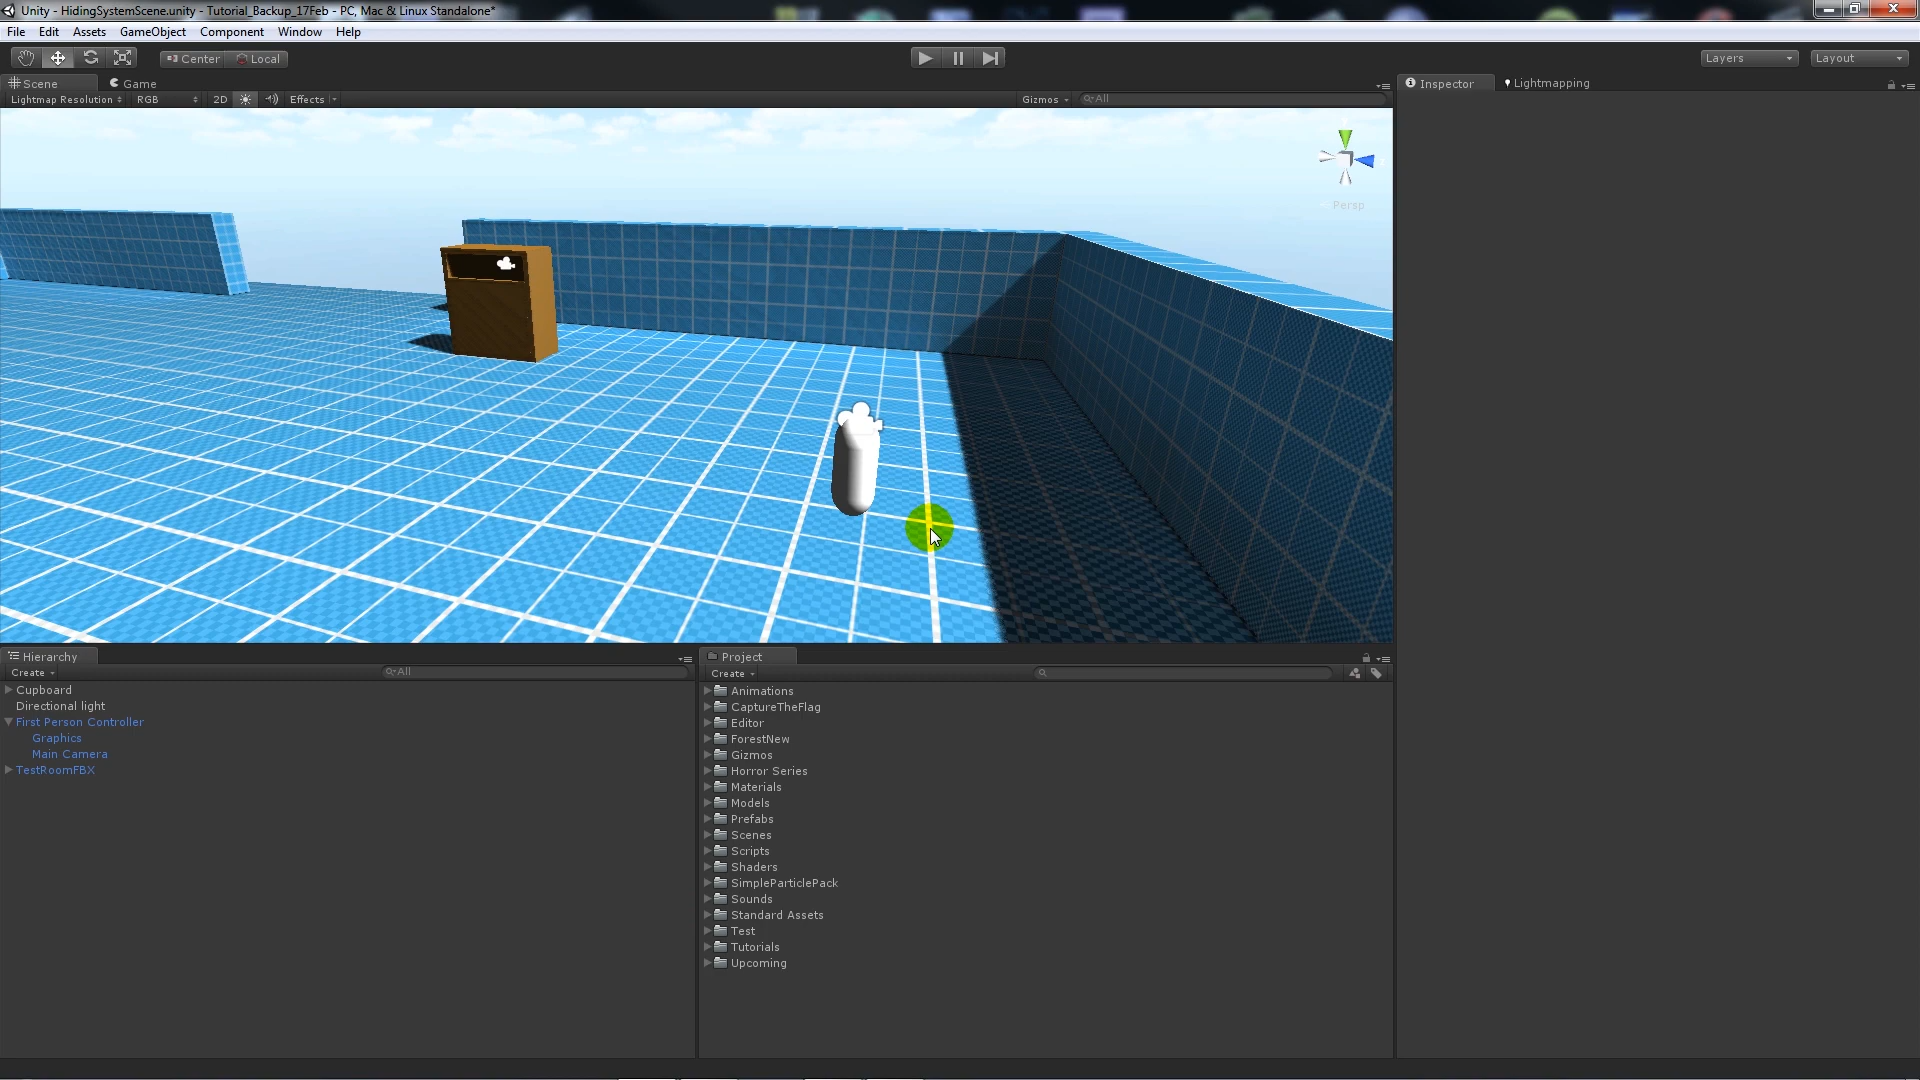 Unity - HidingSystemScene.unity - Tutorial_Backup_17Feb - PC, Mac & Linux Standalone*
File Edit Assets GameObject Component Window Help
Center Local Layers Layout
Scene Game Inspector Lightmapping
Lightmap Resolution RGB 2D Effects Gizmos All
Persp
Hierarchy
Create All
Cupboard
Directional light
First Person Controller
Graphics
Main Camera
TestRoomFBX
Project
Create
Animations
CaptureTheFlag
Editor
ForestNew
Gizmos
Horror Series
Materials
Models
Prefabs
Scenes
Scripts
Shaders
SimpleParticlePack
Sounds
Standard Assets
Test
Tutorials
Upcoming